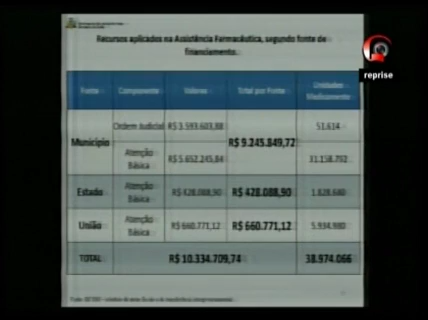 Recursos aplicados na Assistência Farmacêutica, segundo fonte de
financiamento.
reprise
Fonte Componente Valores Total por Fonte Unidades
Medicamento
Município Ordem Judicial R$ 3.593.603,88 R$ 9.245.849,72 51.614
Atenção
Básica R$ 5.652.245,84 31.158.792
Estado Atenção
Básica R$ 428.088,90 R$ 428.088,90 1.828.680
União Atenção
Básica R$ 660.771,12 R$ 660.771,12 5.934.980
TOTAL R$ 10.334.709,74 38.974.066